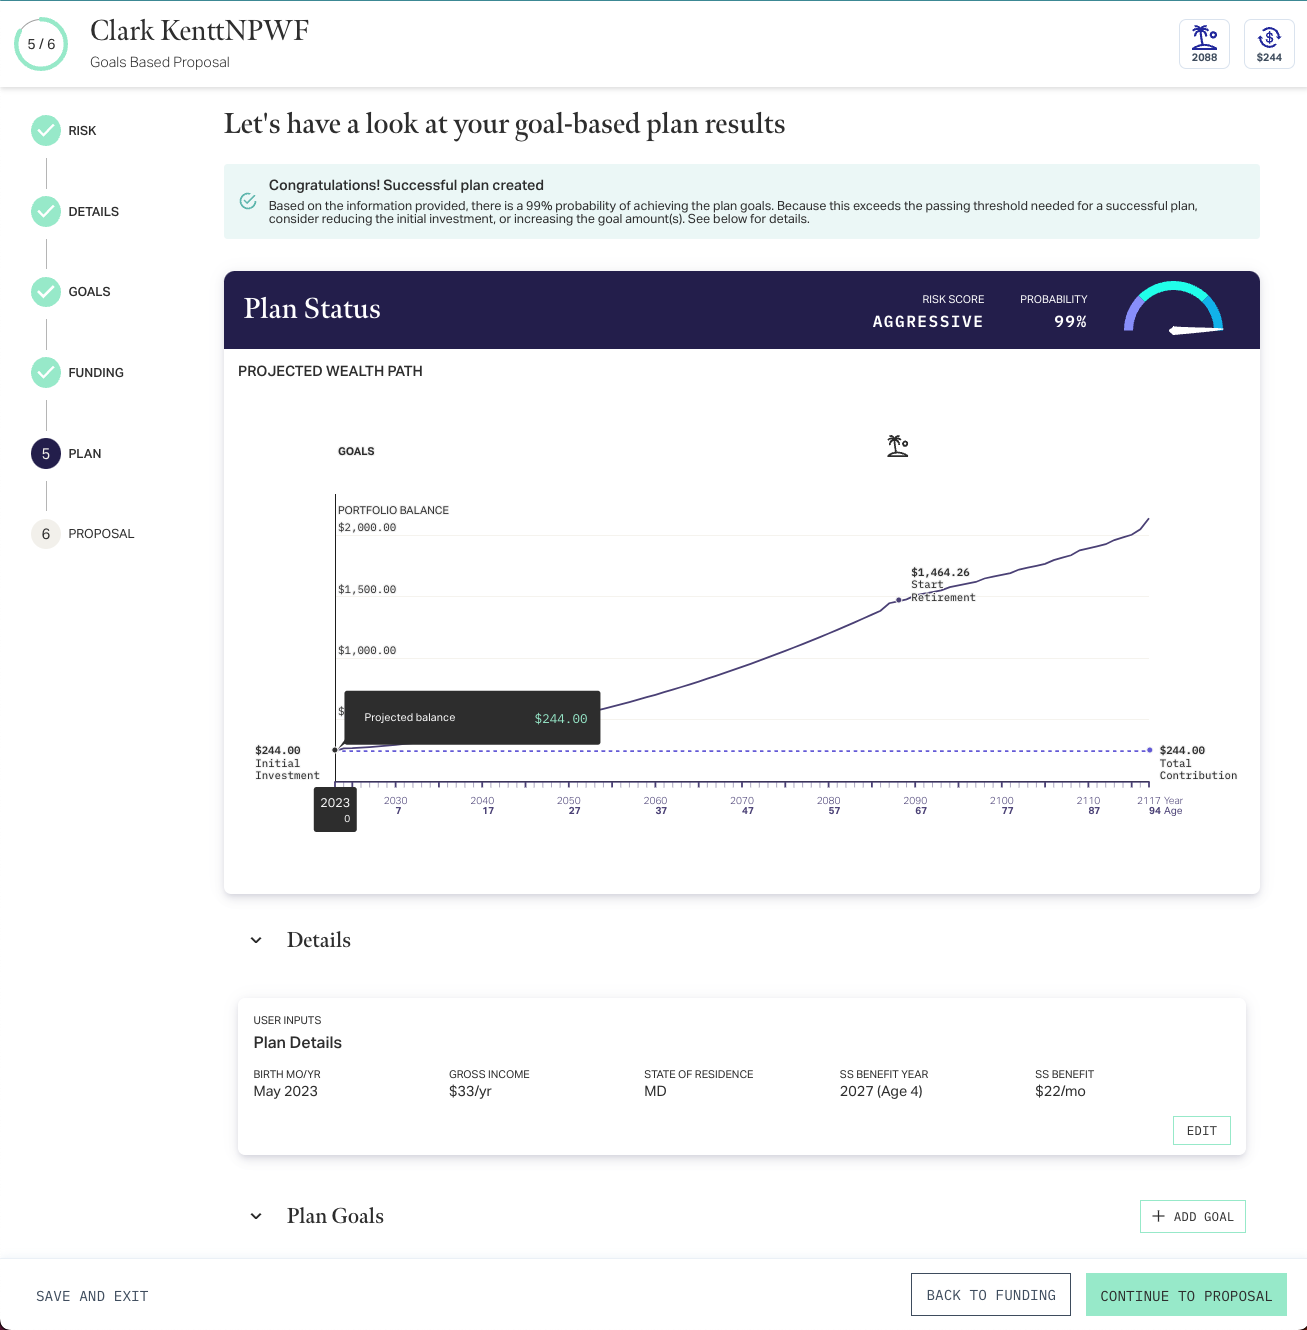 5 / 6
Clark KenttNPWF
Goals Based Proposal
2088
$244
RISK
DETAILS
GOALS
FUNDING
5 PLAN
6 PROPOSAL
Let's have a look at your goal-based plan results
Congratulations! Successful plan created
Based on the information provided, there is a 99% probability of achieving the plan goals. Because this exceeds the passing threshold needed for a successful plan,
consider reducing the initial investment, or increasing the goal amount(s). See below for details.
Plan Status
RISK SCORE
AGGRESSIVE
PROBABILITY
99%
PROJECTED WEALTH PATH
GOALS
PORTFOLIO BALANCE
$2,000.00
$1,500.00
$1,000.00
$
$1,464.26
Start
Retirement
Projected balance $244.00
$244.00
Initial
Investment
$244.00
Total
Contribution
2023 2030 2040 2050 2060 2070 2080 2090 2100 2110 2117 Year
0 7 17 27 37 47 57 67 77 87 94 Age
Details
USER INPUTS
Plan Details
BIRTH MO/YR GROSS INCOME STATE OF RESIDENCE SS BENEFIT YEAR SS BENEFIT
May 2023 $33/yr MD 2027 (Age 4) $22/mo
EDIT
Plan Goals
+ ADD GOAL
SAVE AND EXIT
BACK TO FUNDING
CONTINUE TO PROPOSAL